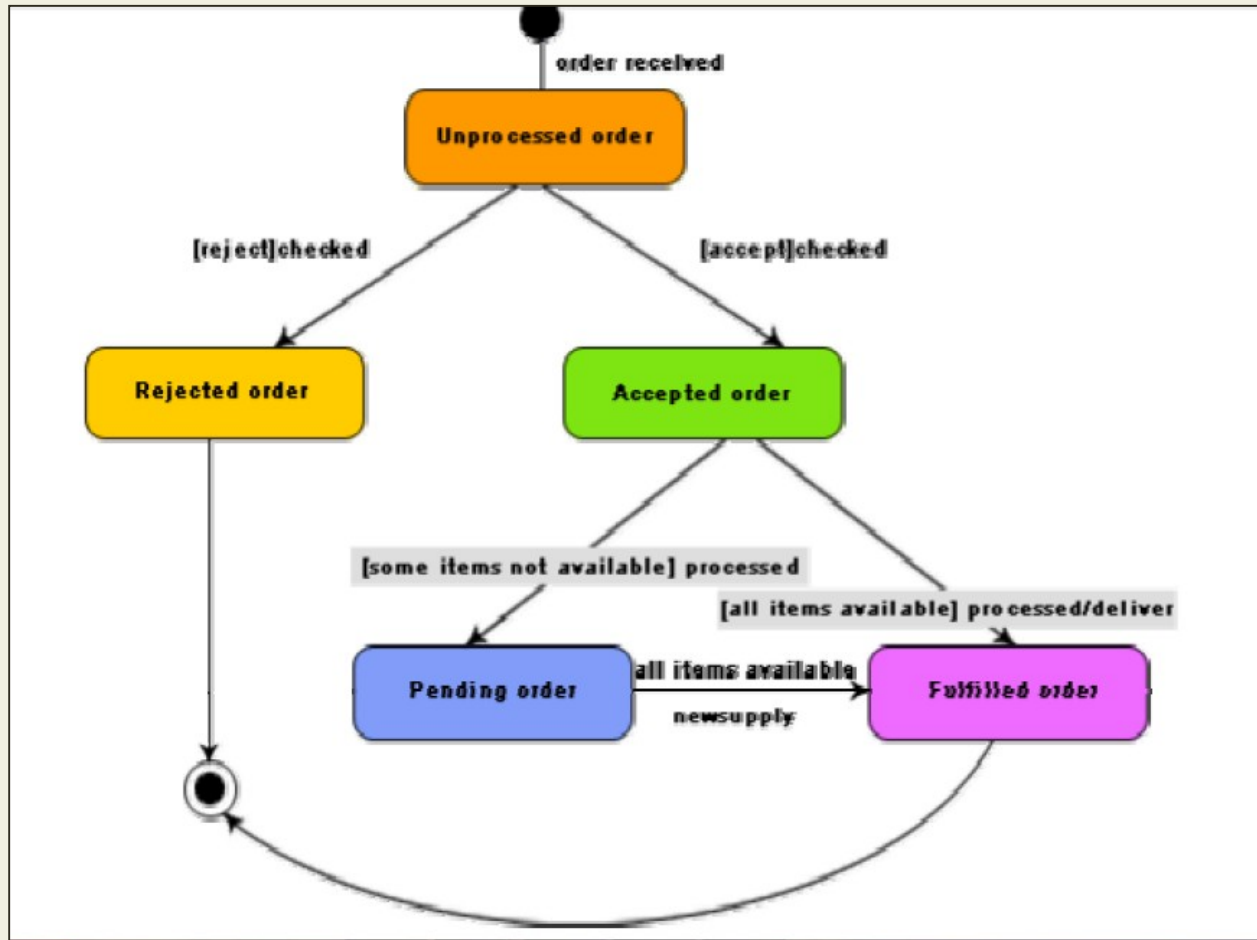 order received
Unprocessed order
[reject]checked
[accept]checked
Rejected order
Accepted order
[some items not available] processed
[all items available] processed/deliver
Pending order
all items available
newsupply
Fulfilled order